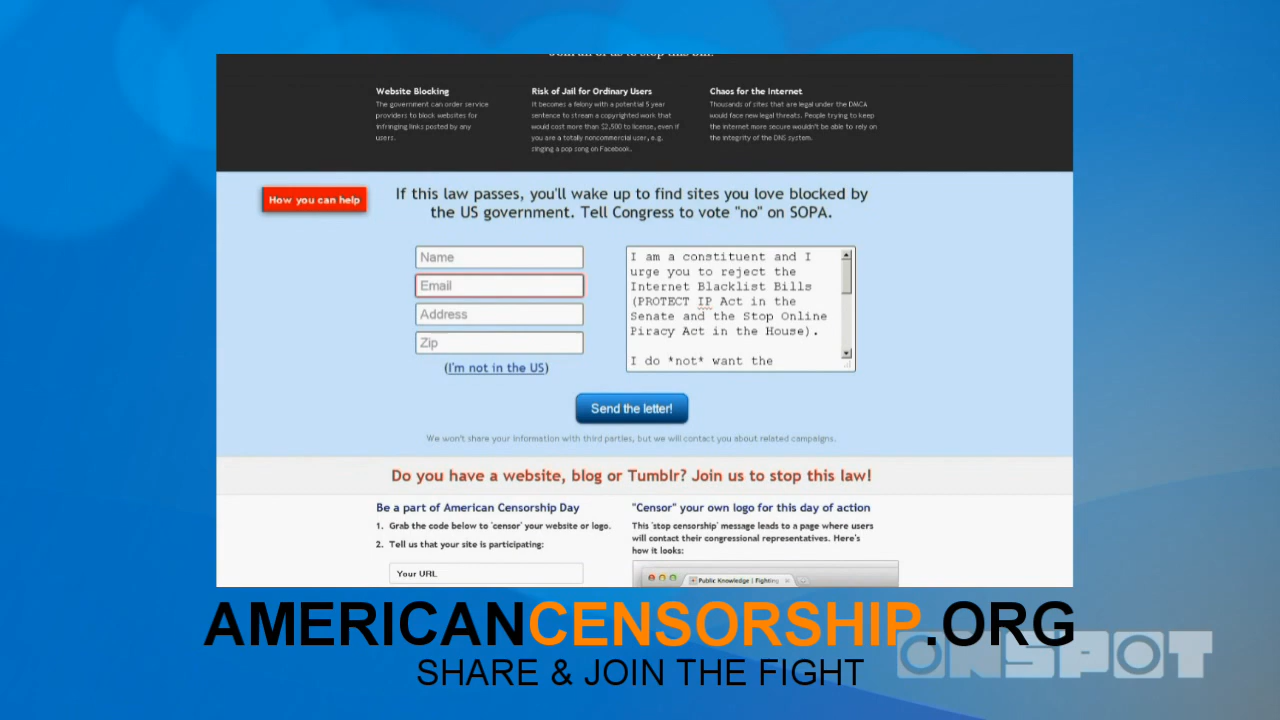 Join all of us to stop this bill!
Website Blocking
The government can order service
providers to block websites for
infringing links posted by any
users.
Risk of Jail for Ordinary Users
It becomes a felony with a potential 5 year
sentence to stream a copyrighted work that
would cost more than $2,500 to license, even if
you are a totally noncommercial user, e.g.
singing a pop song on Facebook.
Chaos for the Internet
Thousands of sites that are legal under the DMCA
would face new legal threats. People trying to keep
the internet more secure wouldn't be able to rely on
the integrity of the DNS system.
How you can help
If this law passes, you'll wake up to find sites you love blocked by
the US government. Tell Congress to vote "no" on SOPA.
Name
Email
Address
Zip
(I'm not in the US)
I am a constituent and I
urge you to reject the
Internet Blacklist Bills
(PROTECT IP Act in the
Senate and the Stop Online
Piracy Act in the House).
I do *not* want the
Send the letter!
We won't share your information with third parties, but we will contact you about related campaigns.
Do you have a website, blog or Tumblr? Join us to stop this law!
Be a part of American Censorship Day
1. Grab the code below to 'censor' your website or logo.
2. Tell us that your site is participating:
Your URL
"Censor" your own logo for this day of action
This 'stop censorship' message leads to a page where users
will contact their congressional representatives. Here's
how it looks:
Public Knowledge | Fighting
AMERICANCENSORSHIP.ORG
SHARE & JOIN THE FIGHT
ONSPOT